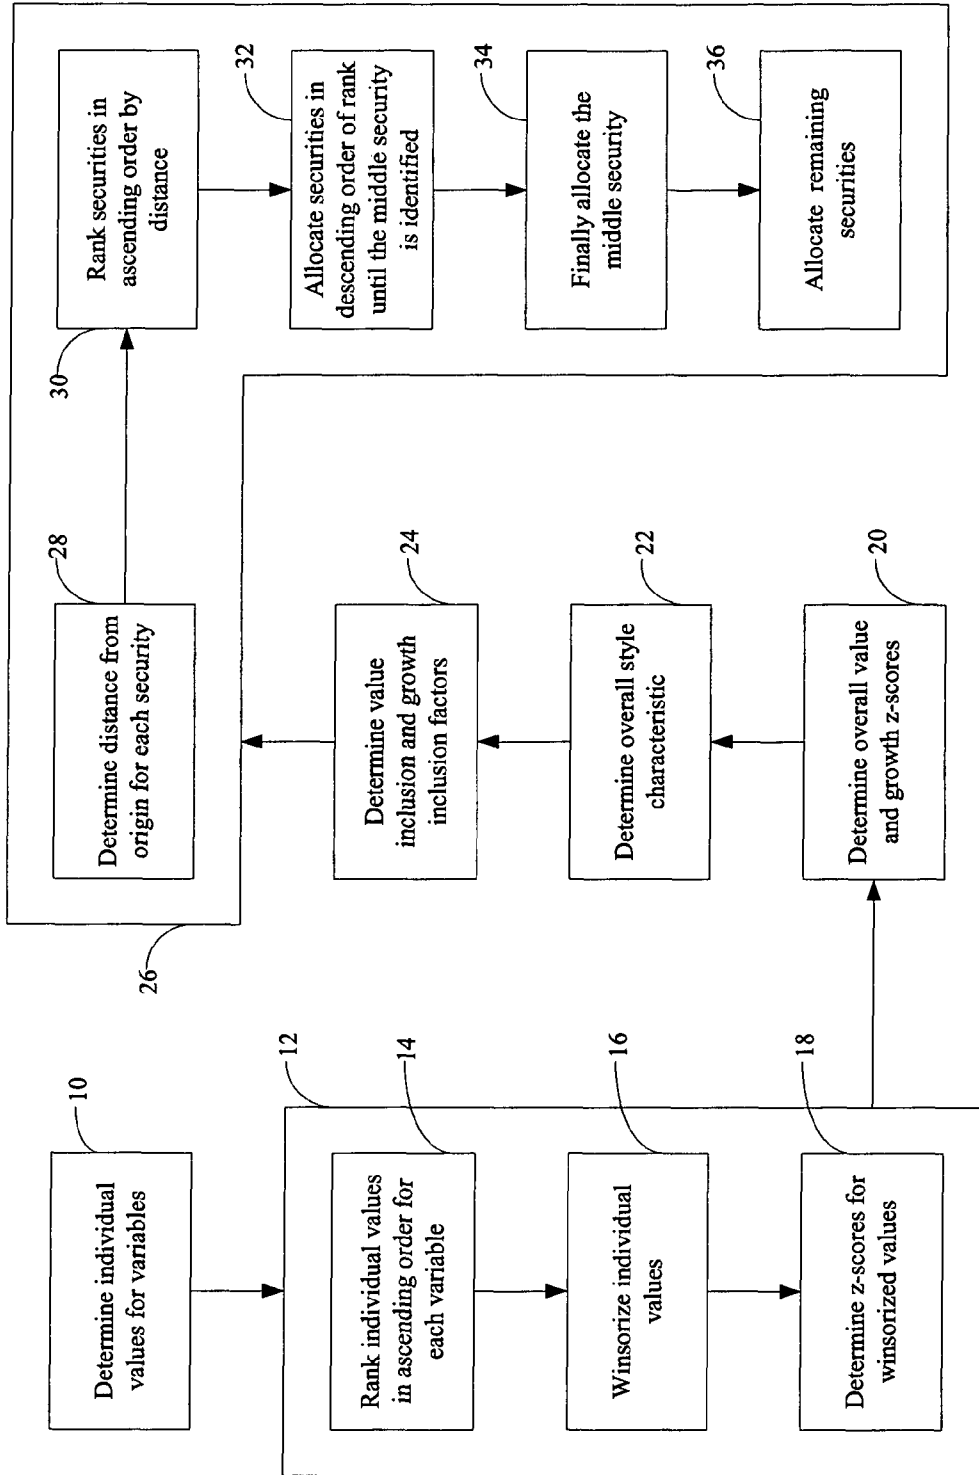 10
Determine individual
values for variables
12
14
Rank individual values
in ascending order for
each variable
16
Winsorize individual
values
18
Determine z-scores for
winsorized values
20
Determine overall value
and growth z-scores
22
Determine overall style
characteristic
24
Determine value
inclusion and growth
inclusion factors
26
28
Determine distance from
origin for each security
30
Rank securities in
ascending order by
distance
32
Allocate securities in
descending order of rank
until the middle security
is identified
34
Finally allocate the
middle security
36
Allocate remaining
securities